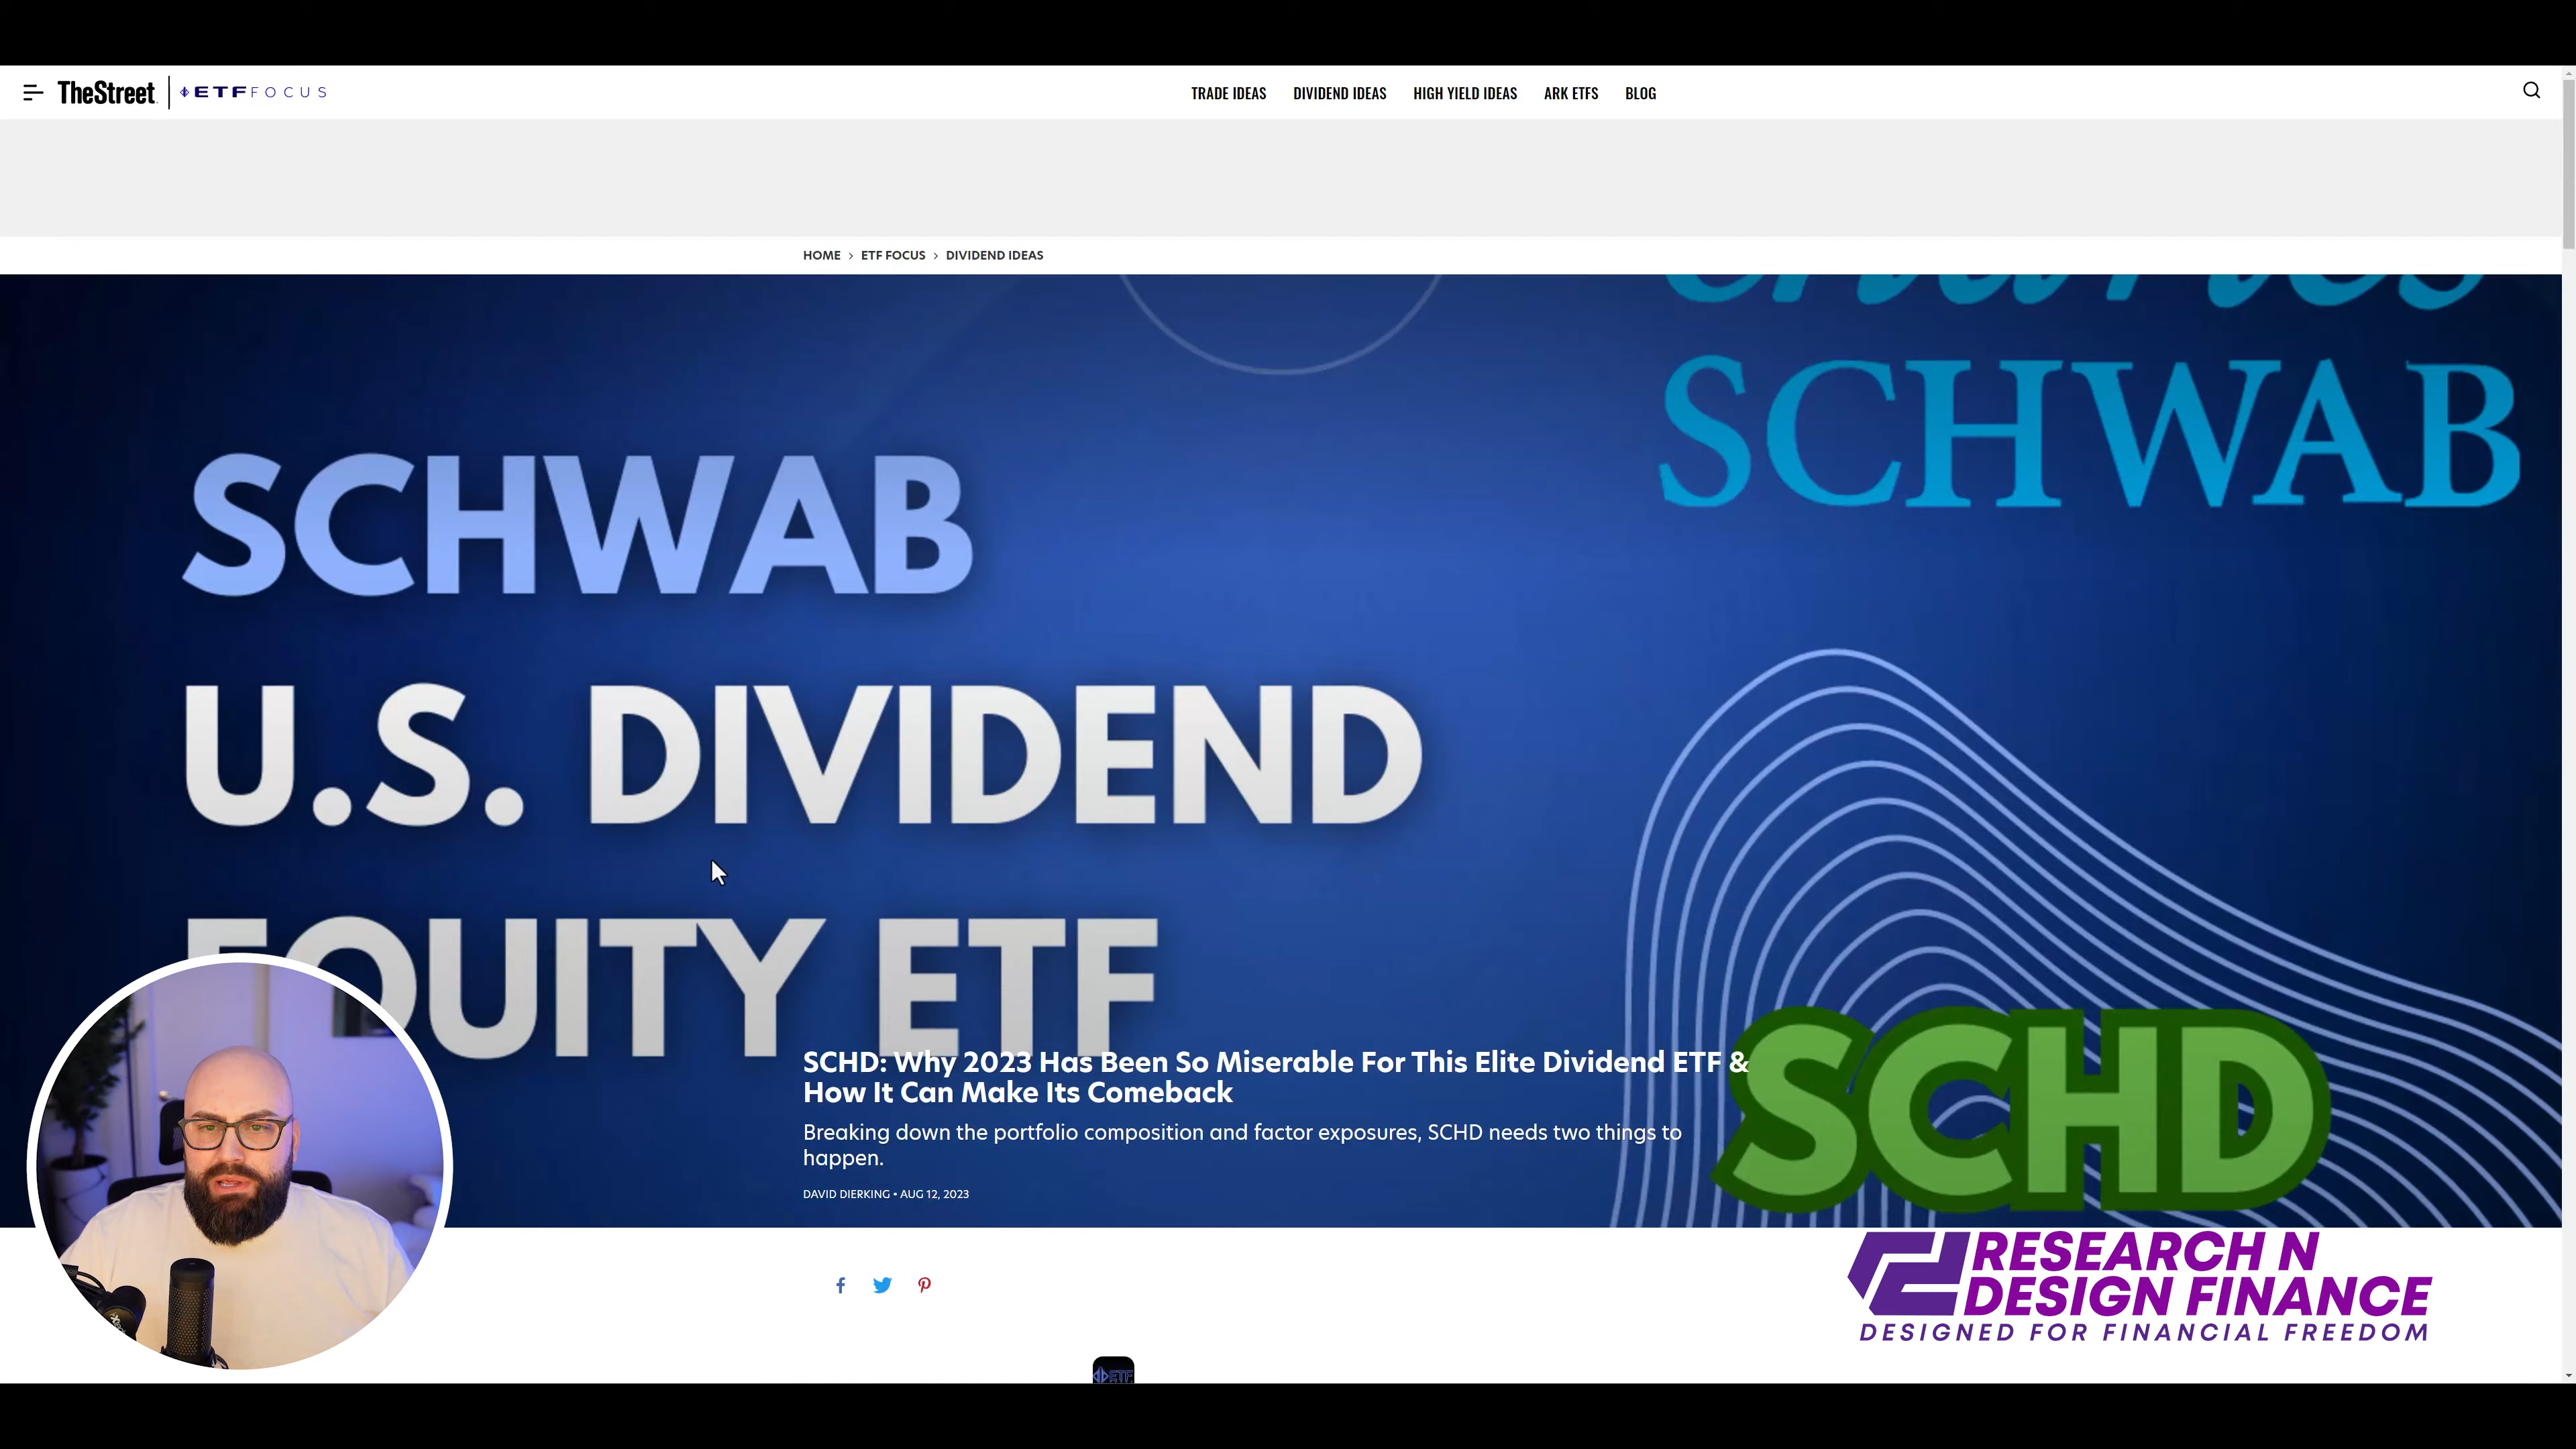 TheStreet
ETFFOCUS
TRADE IDEAS
DIVIDEND IDEAS
HIGH YIELD IDEAS
ARK ETFS
BLOG
HOME > ETF FOCUS > DIVIDEND IDEAS
charles
SCHWAB
SCHWAB
U.S. DIVIDEND
EQUITY ETF
SCHD: Why 2023 Has Been So Miserable For This Elite Dividend ETF &
How It Can Make Its Comeback
Breaking down the portfolio composition and factor exposures, SCHD needs two things to
happen.
DAVID DIERKING • AUG 12, 2023
SCHD
RESEARCH N
DESIGN FINANCE
DESIGNED FOR FINANCIAL FREEDOM
ETF